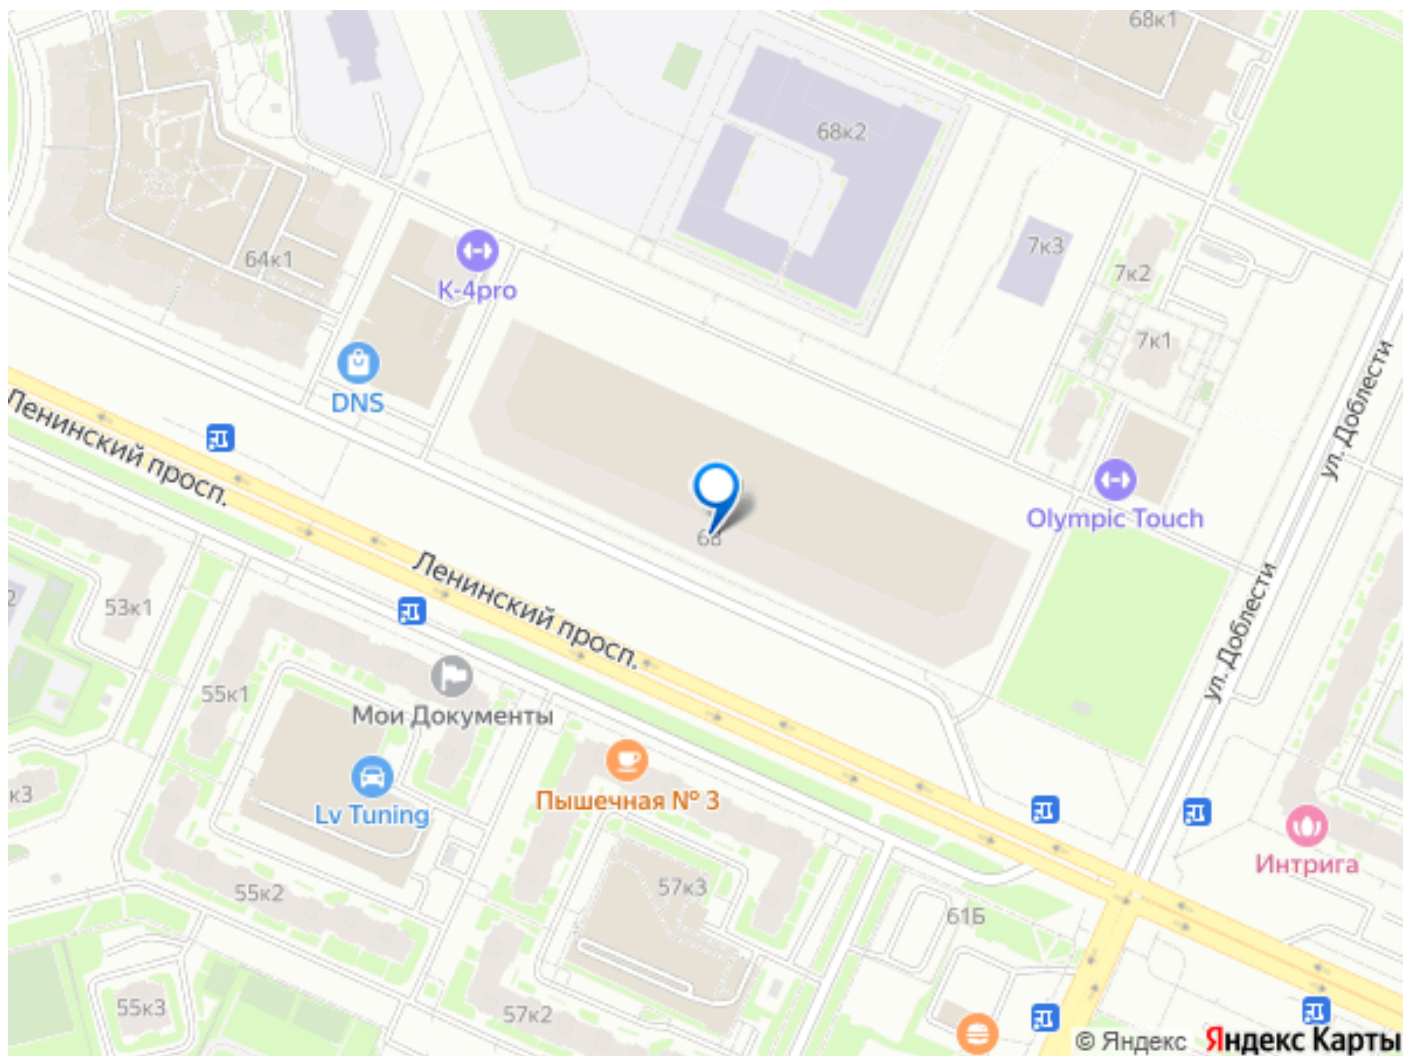 68к1
68к2
7к3
64к1
7к2
K-4pro
7к1
ул. Доблести
DNS
Ленинский просп.
Olympic Touch
68
Ленинский просп.
ул. Доблести
53к1
55к1
Мои Документы
к3
Lv Tuning
Пышечная № 3
Интрига
57к3
55к2
61Б
55к3
57к2
© Яндекс Яндекс Карты